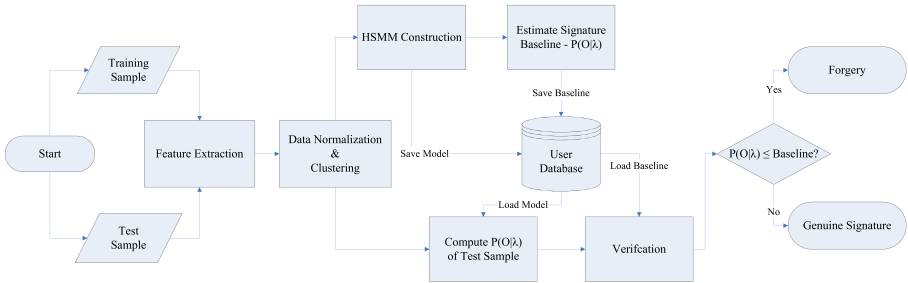 Start
Training
Sample
Test
Sample
Feature Extraction
Data Normalization
&
Clustering
HSMM Construction
Estimate Signature
Baseline - P(O|λ)
Save Baseline
Save Model
User
Database
Load Baseline
Load Model
Compute P(O|λ)
of Test Sample
Verifcation
P(O|λ) ≤ Baseline?
Yes
Forgery
No
Genuine Signature